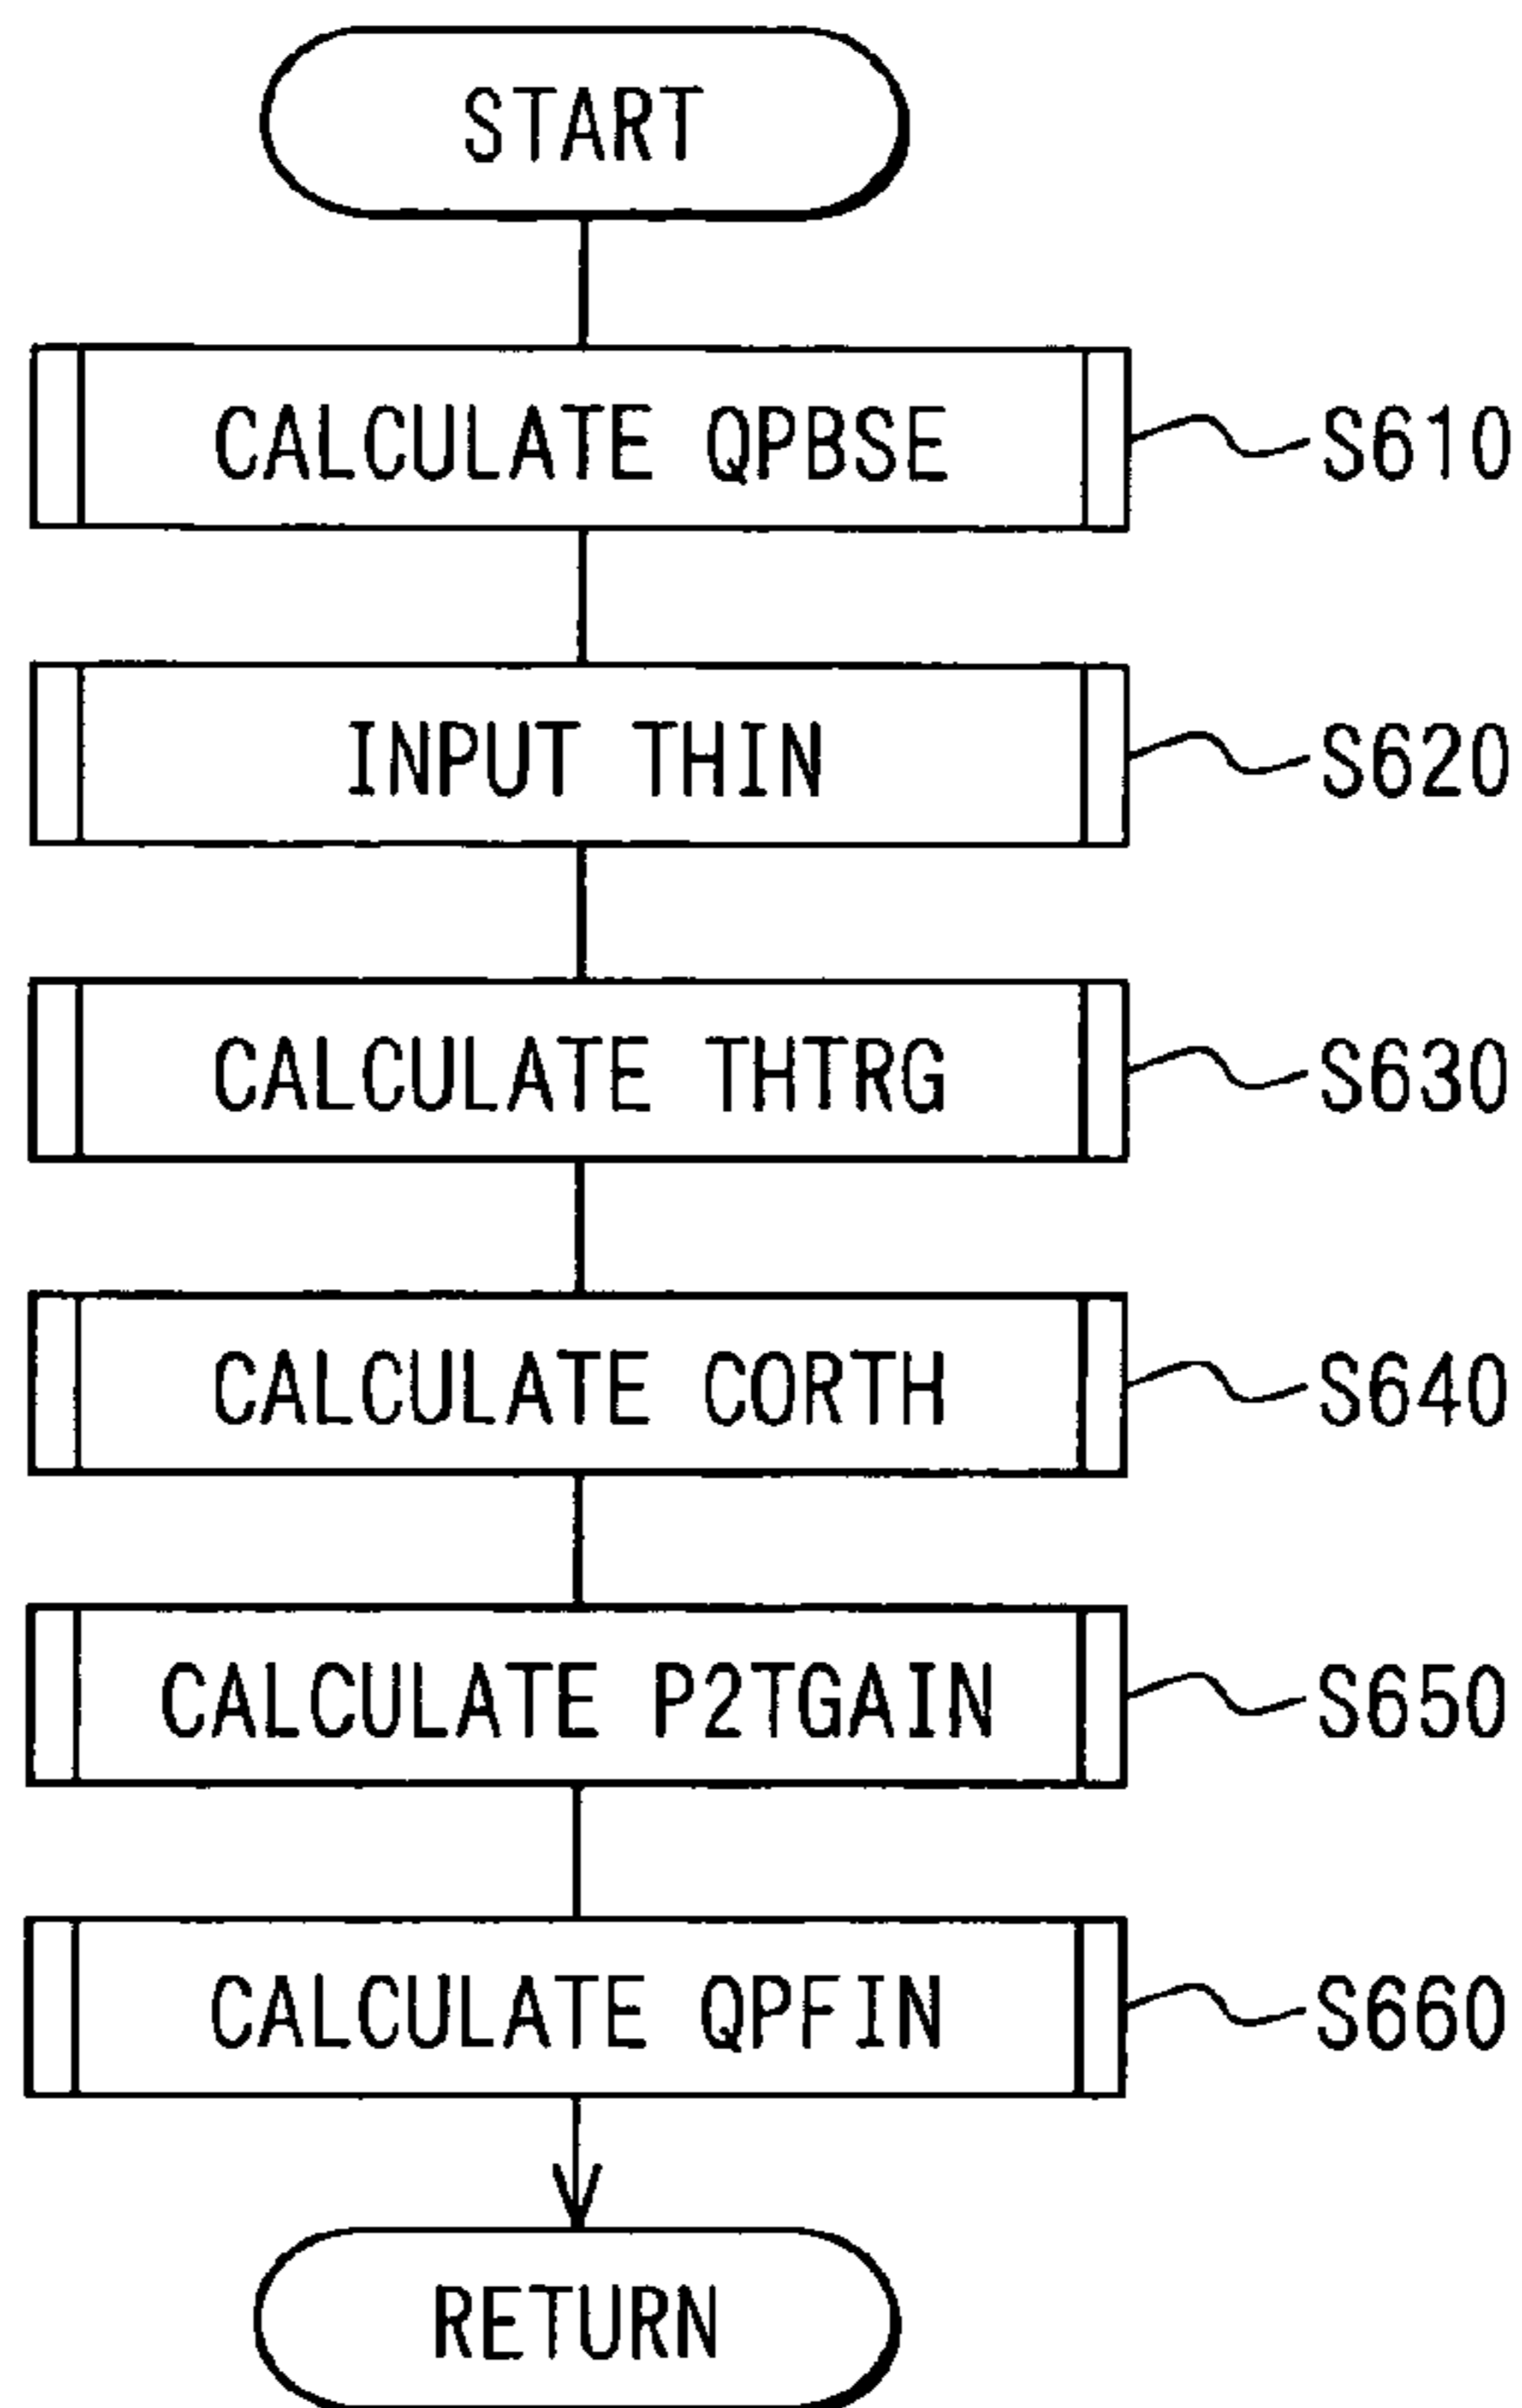 START
CALCULATE QPBSE S610
INPUT THIN S620
CALCULATE THTRG S630
CALCULATE CORTH S640
CALCULATE P2TGAIN S650
CALCULATE QPFIN S660
RETURN